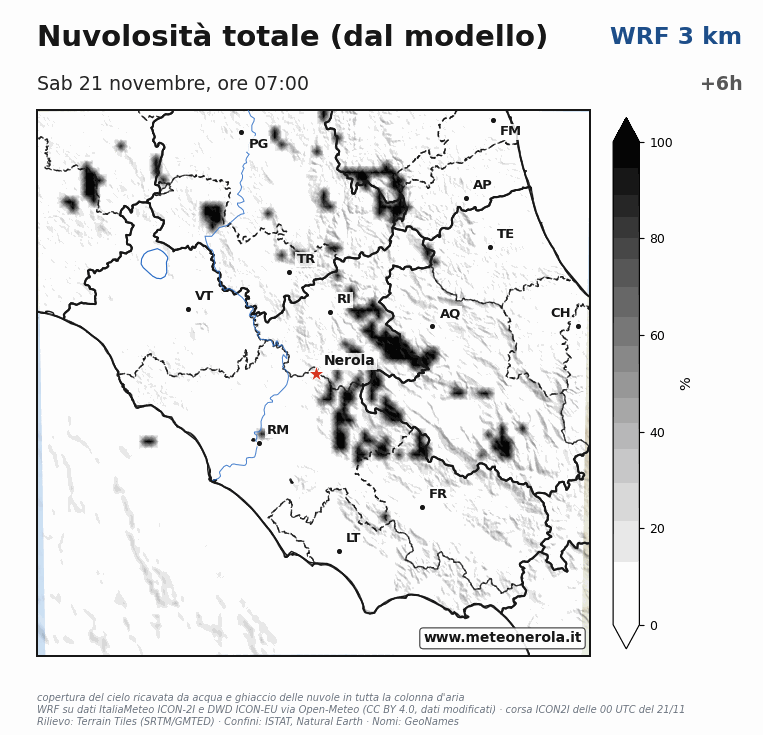 Nuvolosità totale (dal modello)
WRF 3 km
Sab 21 novembre, ore 07:00
+6h
FM
PG
AP
TE
TR
VT
RI
AQ
CH
Nerola
RM
FR
LT
100
80
60
40
20
0
%
www.meteonerola.it
copertura del cielo ricavata da acqua e ghiaccio delle nuvole in tutta la colonna d'aria
WRF su dati ItaliaMeteo ICON-2I e DWD ICON-EU via Open-Meteo (CC BY 4.0, dati modificati) · corsa ICON2I delle 00 UTC del 21/11
Rilievo: Terrain Tiles (SRTM/GMTED) · Confini: ISTAT, Natural Earth · Nomi: GeoNames